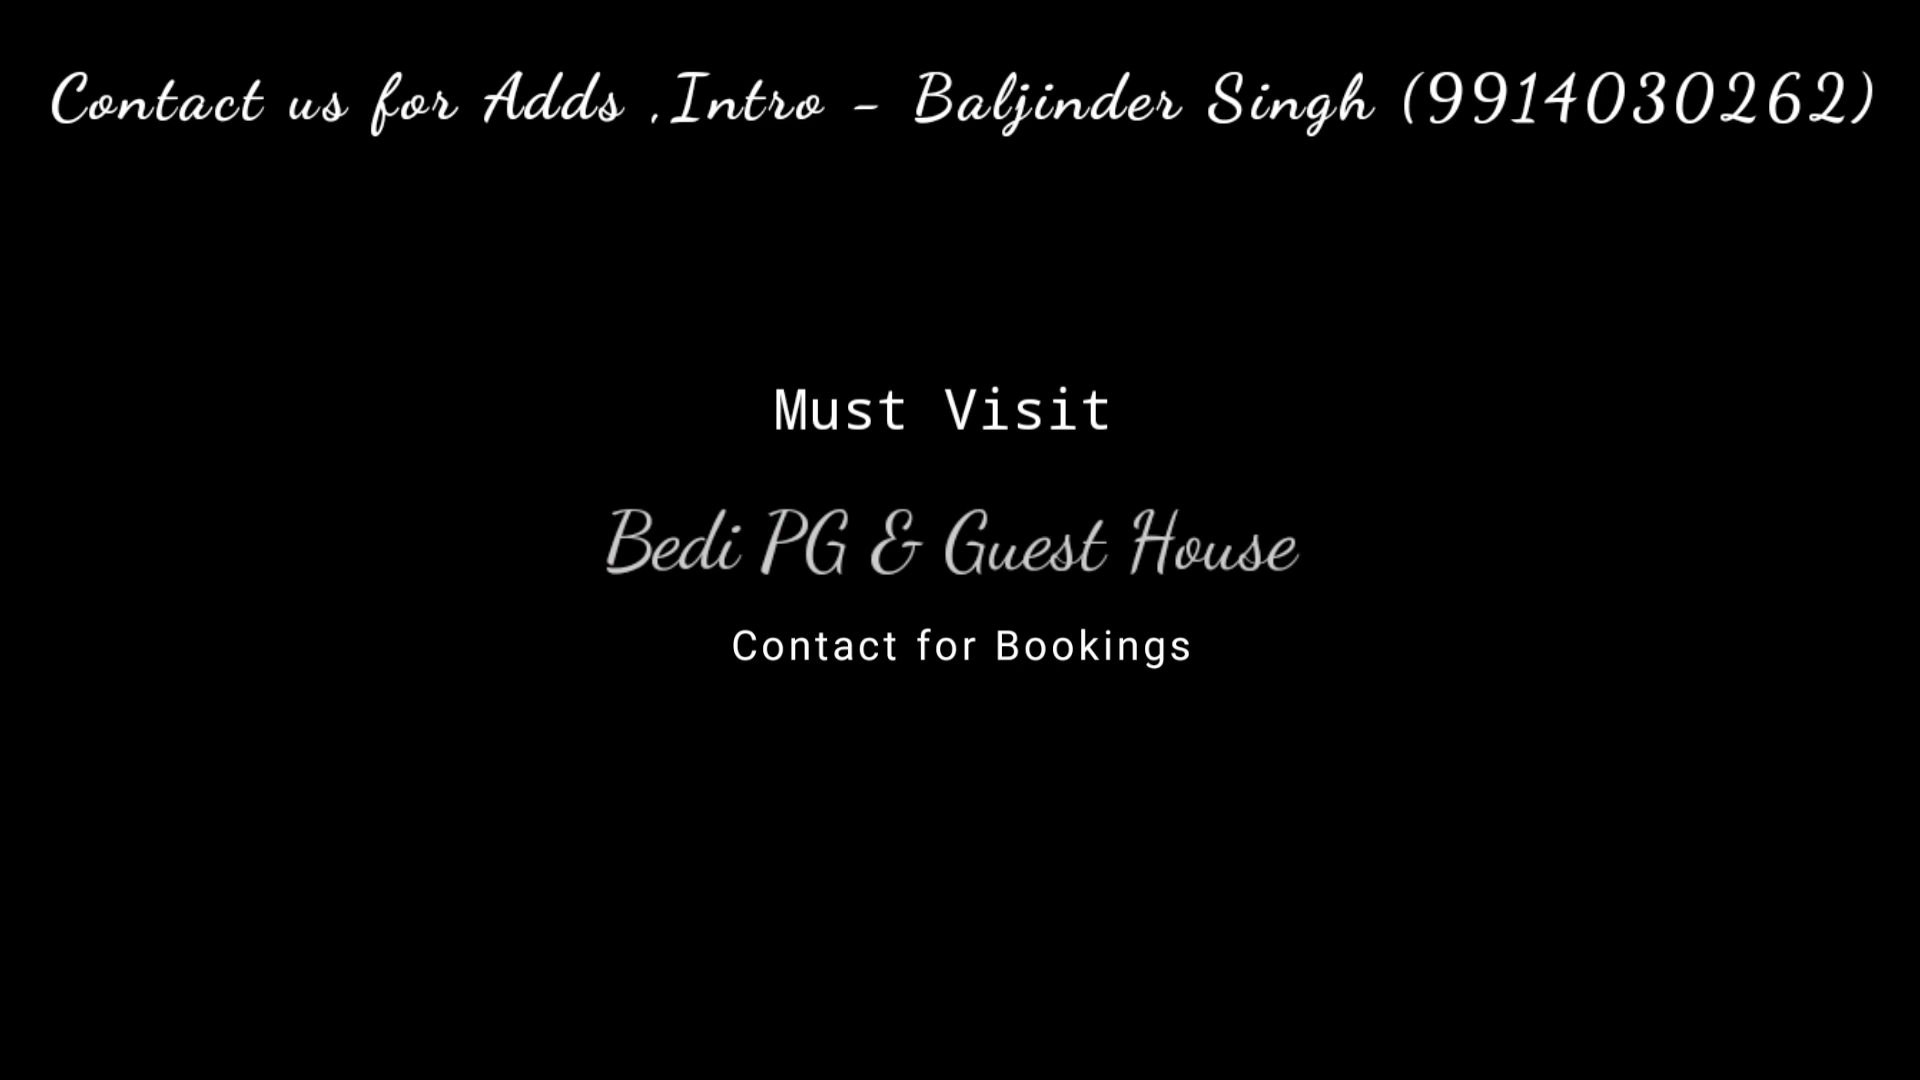 Contact us for Adds ,Intro - Baljinder Singh (9914030262)
Must Visit
Bedi PG & Guest House
Contact for Bookings